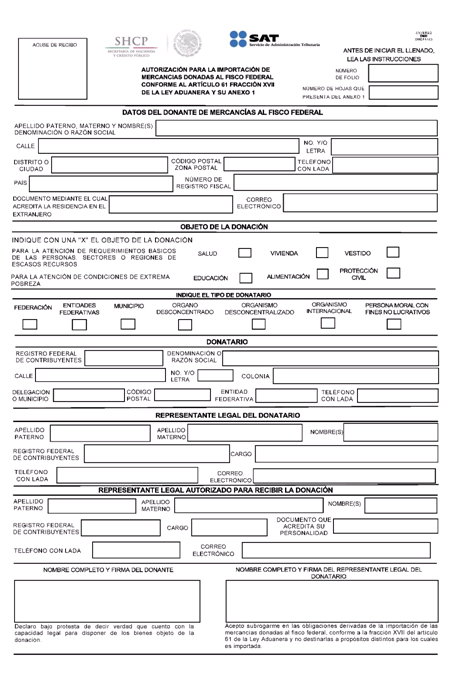 ACUSE DE RECIBO
SHCP
SECRETARÍA DE HACIENDA
Y CRÉDITO PÚBLICO
SAT
Servicio de Administración Tributaria
ANTES DE INICIAR EL LLENADO,
LEA LAS INSTRUCCIONES
AUTORIZACIÓN PARA LA IMPORTACIÓN DE
MERCANCÍAS DONADAS AL FISCO FEDERAL
CONFORME AL ARTÍCULO 61 FRACCIÓN XVII
DE LA LEY ADUANERA Y SU ANEXO 1
NÚMERO
DE FOLIO
NÚMERO DE HOJAS QUE
PRESENTA DEL ANEXO 1
DATOS DEL DONANTE DE MERCANCÍAS AL FISCO FEDERAL
APELLIDO PATERNO, MATERNO Y NOMBRE(S)
DENOMINACIÓN O RAZÓN SOCIAL
CALLE
NO. Y/O
LETRA
DISTRITO O
CIUDAD
CÓDIGO POSTAL
ZONA POSTAL
TELÉFONO
CON LADA
PAÍS
NÚMERO DE
REGISTRO FISCAL
DOCUMENTO MEDIANTE EL CUAL
ACREDITA LA RESIDENCIA EN EL
EXTRANJERO
CORREO
ELECTRÓNICO
OBJETO DE LA DONACIÓN
INDIQUE CON UNA "X" EL OBJETO DE LA DONACIÓN
PARA LA ATENCIÓN DE REQUERIMIENTOS BÁSICOS
DE LAS PERSONAS, SECTORES O REGIONES DE
ESCASOS RECURSOS
SALUD
VIVIENDA
VESTIDO
PARA LA ATENCIÓN DE CONDICIONES DE EXTREMA
POBREZA
EDUCACIÓN
ALIMENTACIÓN
PROTECCIÓN
CIVIL
INDIQUE EL TIPO DE DONATARIO
FEDERACIÓN
ENTIDADES
FEDERATIVAS
MUNICIPIO
ORGANO
DESCONCENTRADO
ORGANISMO
DESCONCENTRALIZADO
ORGANISMO
INTERNACIONAL
PERSONA MORAL CON
FINES NO LUCRATIVOS
DONATARIO
REGISTRO FEDERAL
DE CONTRIBUYENTES
DENOMINACIÓN O
RAZÓN SOCIAL
CALLE
NO. Y/O
LETRA
COLONIA
DELEGACIÓN
O MUNICIPIO
CÓDIGO
POSTAL
ENTIDAD
FEDERATIVA
TELÉFONO
CON LADA
REPRESENTANTE LEGAL DEL DONATARIO
APELLIDO
PATERNO
APELLIDO
MATERNO
NOMBRE(S)
REGISTRO FEDERAL
DE CONTRIBUYENTES
CARGO
TELÉFONO
CON LADA
CORREO
ELECTRÓNICO
REPRESENTANTE LEGAL AUTORIZADO PARA RECIBIR LA DONACIÓN
APELLIDO
PATERNO
APELLIDO
MATERNO
NOMBRE(S)
REGISTRO FEDERAL
DE CONTRIBUYENTES
CARGO
DOCUMENTO QUE
ACREDITA SU
PERSONALIDAD
TELÉFONO CON LADA
CORREO
ELECTRÓNICO
NOMBRE COMPLETO Y FIRMA DEL DONANTE
NOMBRE COMPLETO Y FIRMA DEL REPRESENTANTE LEGAL DEL
DONATARIO
Declaro bajo protesta de decir verdad que cuento con la
capacidad legal para disponer de los bienes objeto de la
donación.
Acepto subrogarme en las obligaciones derivadas de la importación de las
mercancías donadas al fisco federal, conforme a la fracción XVII del artículo
61 de la Ley Aduanera y no destinarlas a propósitos distintos para los cuales
es importada.